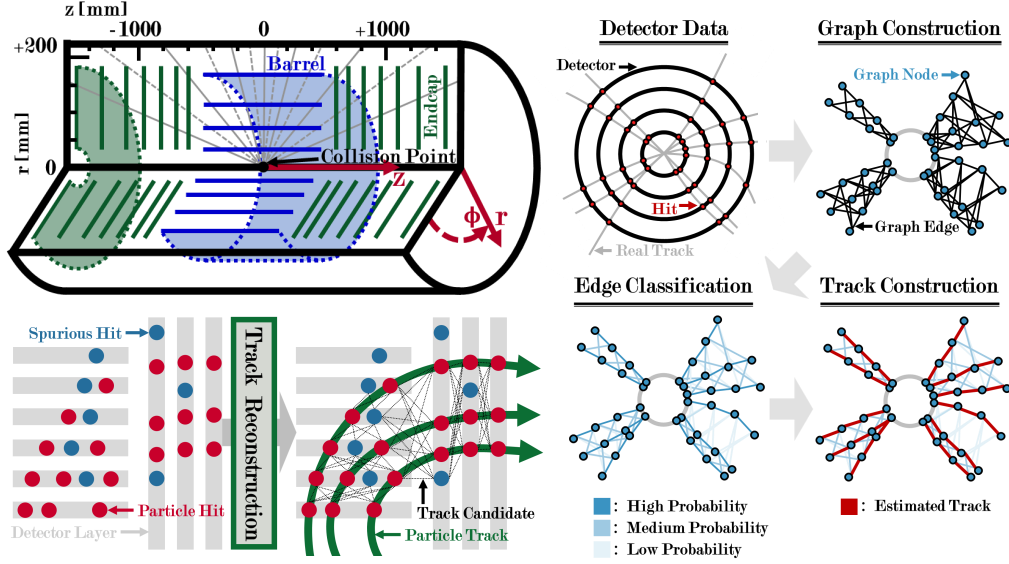 z [mm]
-1000
0
+1000
+200
r [mm]
0
Barrel
Endcap
Collision Point
Z
ϕ
r
Spurious Hit
Particle Hit
Detector Layer
Track Reconstruction
Track Candidate
Particle Track
Detector Data
Detector
Hit
Real Track
Graph Construction
Graph Node
Graph Edge
Edge Classification
: High Probability
: Medium Probability
: Low Probability
Track Construction
: Estimated Track